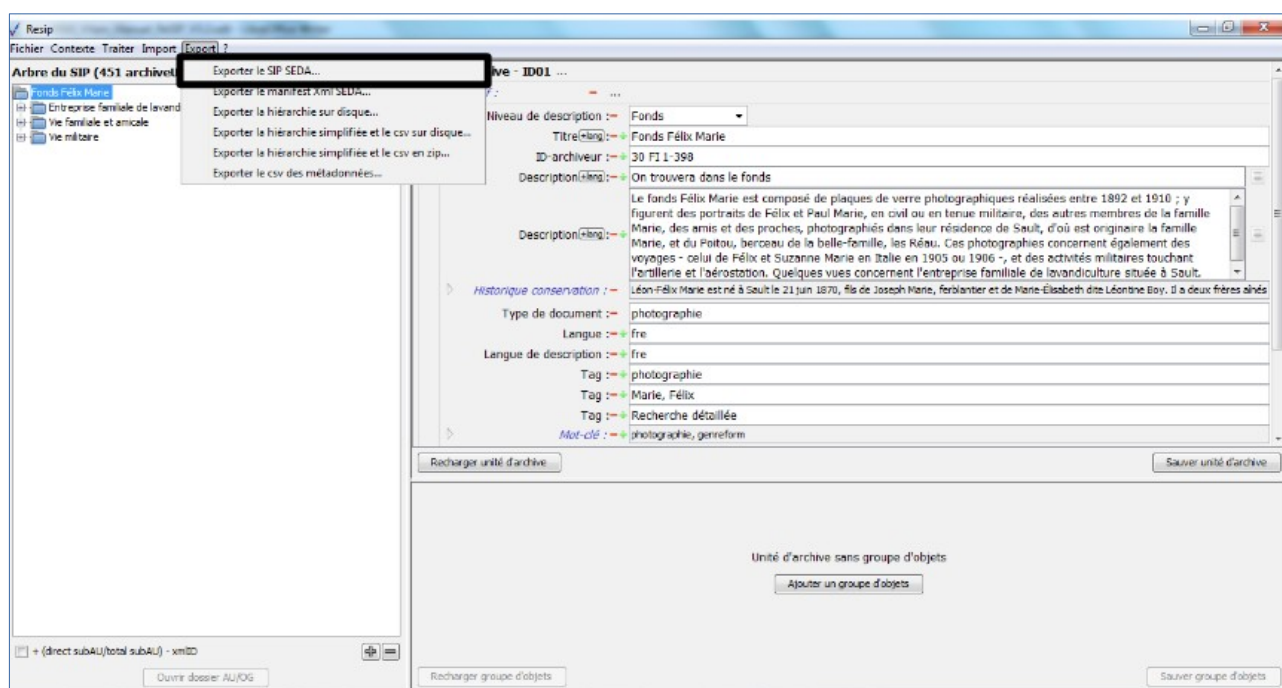 Resip
Fichier Contexte Traiter Import Export ?
Arbre du SIP (451 archive
Fonds Félix Marie
Entreprise familiale de lavand
Vie familiale et amicale
Vie militaire
Exporter le SIP SEDA...
Exporter le manifest Xml SEDA...
Exporter la hiérarchie sur disque...
Exporter la hiérarchie simplifiée et le csv sur disque...
Exporter la hiérarchie simplifiée et le csv en zip...
Exporter le csv des métadonnées...
ive - ID01 ...
: - ...
Niveau de description :- Fonds
Titre +lang :-+ Fonds Félix Marie
ID-archiveur :-+ 30 FI 1-398
Description +lang :-+ On trouvera dans le fonds
Description +lang :-+
Le fonds Félix Marie est composé de plaques de verre photographiques réalisées entre 1892 et 1910 ; y
figurent des portraits de Félix et Paul Marie, en civil ou en tenue militaire, des autres membres de la famille
Marie, des amis et des proches, photographiés dans leur résidence de Sault, d'où est originaire la famille
Marie, et du Poitou, berceau de la belle-famille, les Réau. Ces photographies concernent également des
voyages - celui de Félix et Suzanne Marie en Italie en 1905 ou 1906 -, et des activités militaires touchant
l'artillerie et l'aérostation. Quelques vues concernent l'entreprise familiale de lavandiculture située à Sault.
Historique conservation : - Léon-Félix Marie est né à Sault le 21 juin 1870, fils de Joseph Marie, ferblantier et de Marie-Élisabeth dite Léontine Boy. Il a deux frères aînés
Type de document :- photographie
Langue :-+ fre
Langue de description :-+ fre
Tag :-+ photographie
Tag :-+ Marie, Félix
Tag :-+ Recherche détaillée
Mot-clé : -+ photographie, genreform
Recharger unité d'archive
Sauver unité d'archive
Unité d'archive sans groupe d'objets
Ajouter un groupe d'objets
+ (direct subAU/total subAU) - xmlID
Ouvrir dossier AU/OG
Recharger groupe d'objets
Sauver groupe d'objets